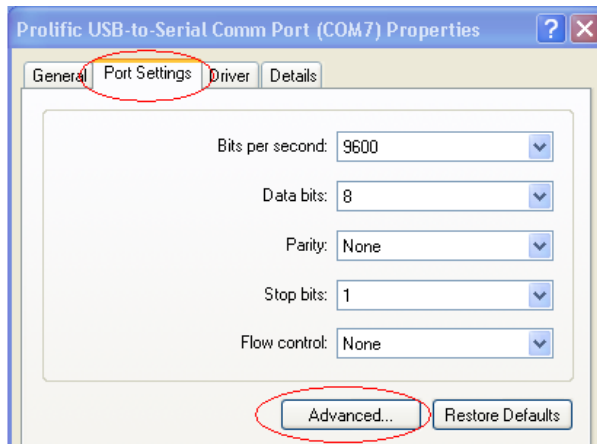 Prolific USB-to-Serial Comm Port (COM7) Properties
General Port Settings Driver Details
Bits per second: 9600
Data bits: 8
Parity: None
Stop bits: 1
Flow control: None
Advanced... Restore Defaults